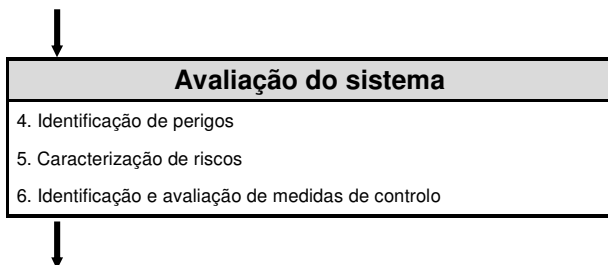 Avaliação do sistema
4. Identificação de perigos
5. Caracterização de riscos
6. Identificação e avaliação de medidas de controlo